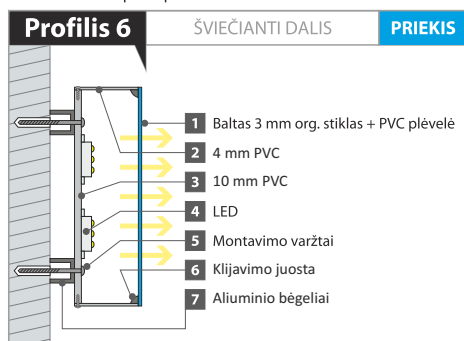 Profilis 6 ŠVIEČIANTI DALIS PRIEKIS
1 Baltas 3 mm org. stiklas + PVC plėvelė
2 4 mm PVC
3 10 mm PVC
4 LED
5 Montavimo varžtai
6 Klijavimo juosta
7 Aliuminio bėgeliai